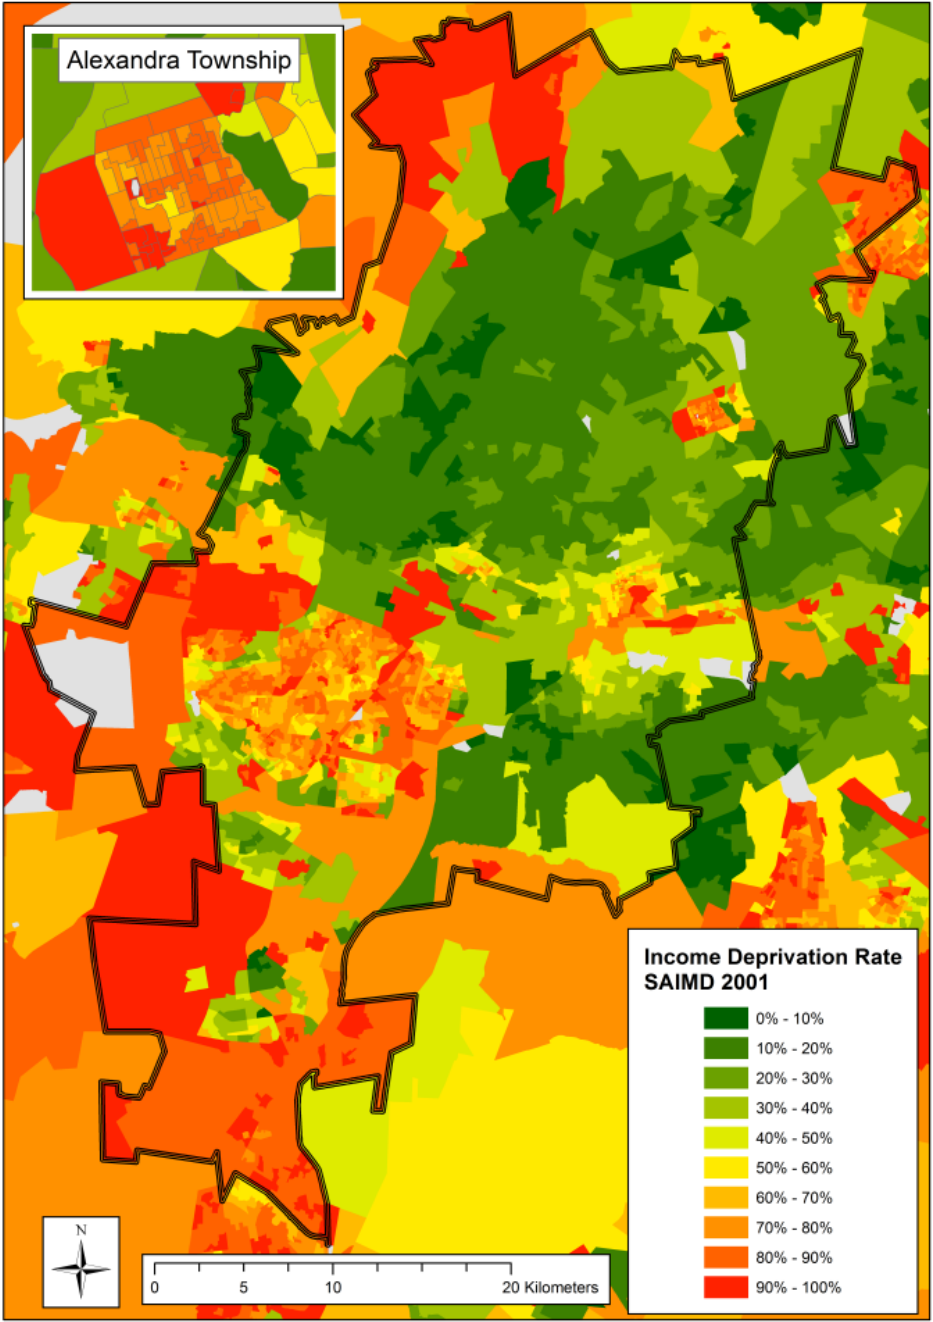 Alexandra Township
Income Deprivation Rate
SAIMD 2001
0% - 10%
10% - 20%
20% - 30%
30% - 40%
40% - 50%
50% - 60%
60% - 70%
70% - 80%
80% - 90%
90% - 100%
N
0 5 10 20 Kilometers